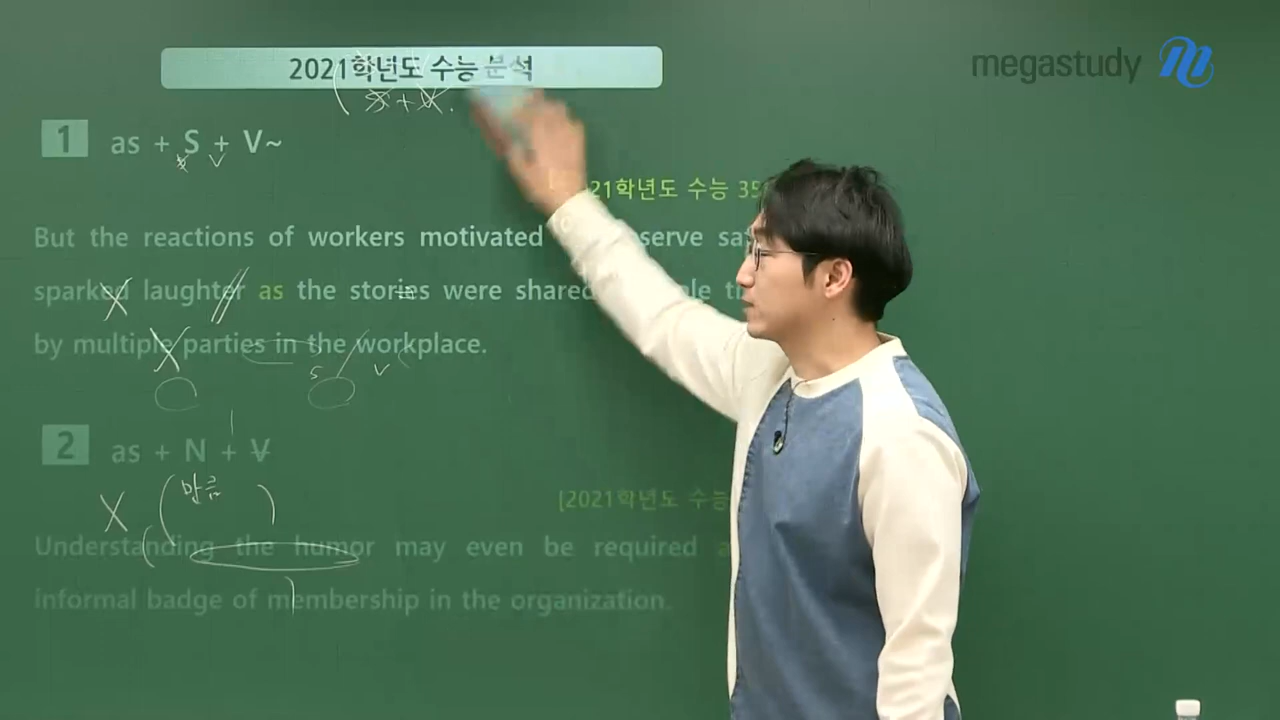 2021학년도 수능 분석
megastudy
1 as + S + V~
21학년도 수능
But the reactions of workers motivated
sparked laughter as the stories were shared
by multiple parties in the workplace.
S V
2 as + N + V
만큼
[2021학년도 수능
Understanding the humor may even be required
informal badge of membership in the organization.